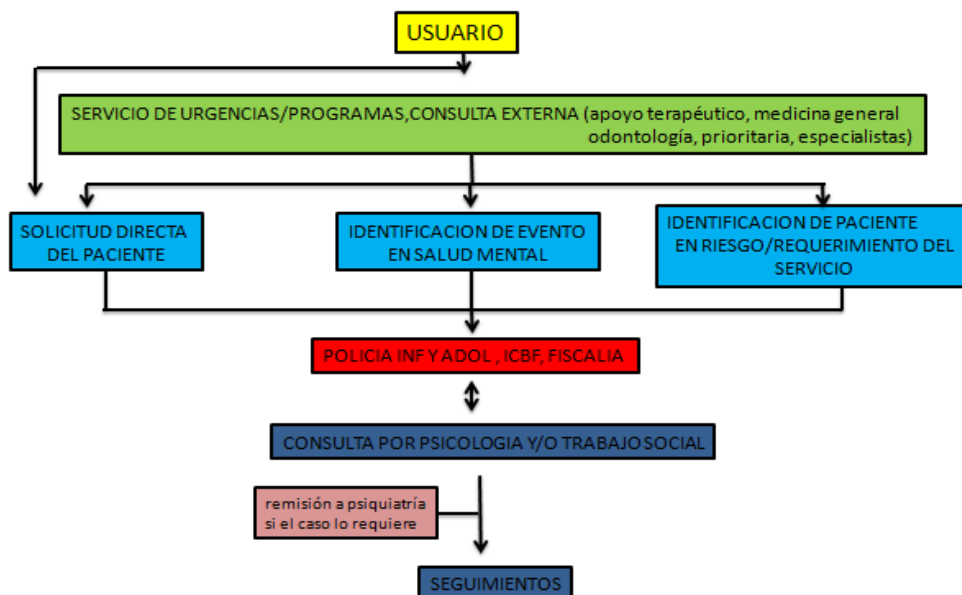 USUARIO
SERVICIO DE URGENCIAS/PROGRAMAS,CONSULTA EXTERNA (apoyo terapéutico, medicina general
odontología, prioritaria, especialistas)
SOLICITUD DIRECTA
DEL PACIENTE
IDENTIFICACION DE EVENTO
EN SALUD MENTAL
IDENTIFICACION DE PACIENTE
EN RIESGO/REQUERIMIENTO DEL
SERVICIO
POLICIA INF Y ADOL , ICBF, FISCALIA
CONSULTA POR PSICOLOGIA Y/O TRABAJO SOCIAL
remisión a psiquiatría
si el caso lo requiere
SEGUIMIENTOS